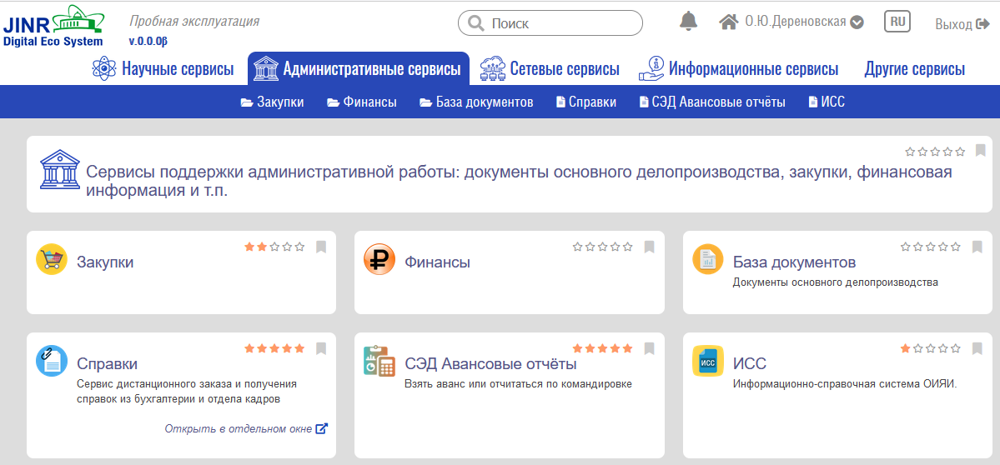 JINR
Digital Eco System
Пробная эксплуатация
v.0.0.0β
Поиск
О.Ю.Дереновская
RU
Выход
Научные сервисы
Административные сервисы
Сетевые сервисы
Информационные сервисы
Другие сервисы
Закупки
Финансы
База документов
Справки
СЭД Авансовые отчёты
ИСС
Сервисы поддержки административной работы: документы основного делопроизводства, закупки, финансовая
информация и т.п.
Закупки
Финансы
База документов
Документы основного делопроизводства
Справки
Сервис дистанционного заказа и получения
справок из бухгалтерии и отдела кадров
Открыть в отдельном окне
СЭД Авансовые отчёты
Взять аванс или отчитаться по командировке
ИСС
ИСС
Информационно-справочная система ОИЯИ.